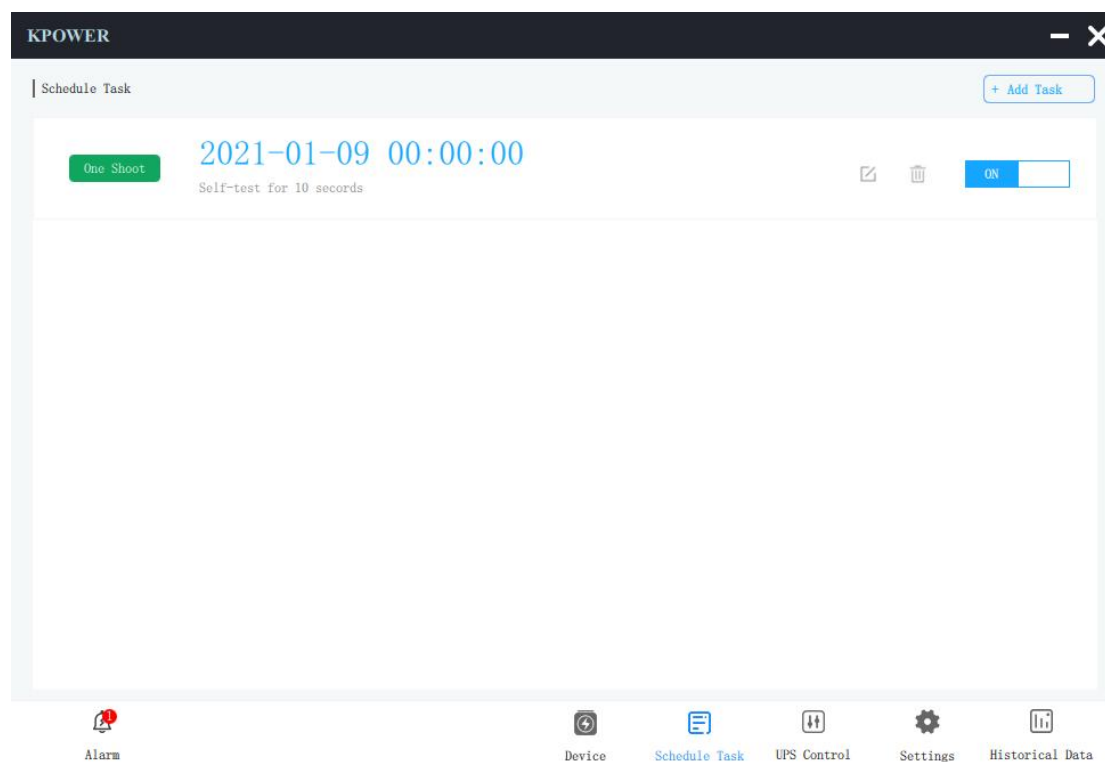 KPOWER
Schedule Task
+ Add Task
One Shoot
2021-01-09 00:00:00
Self-test for 10 seconds
ON
1
Alarm
Device
Schedule Task
UPS Control
Settings
Historical Data